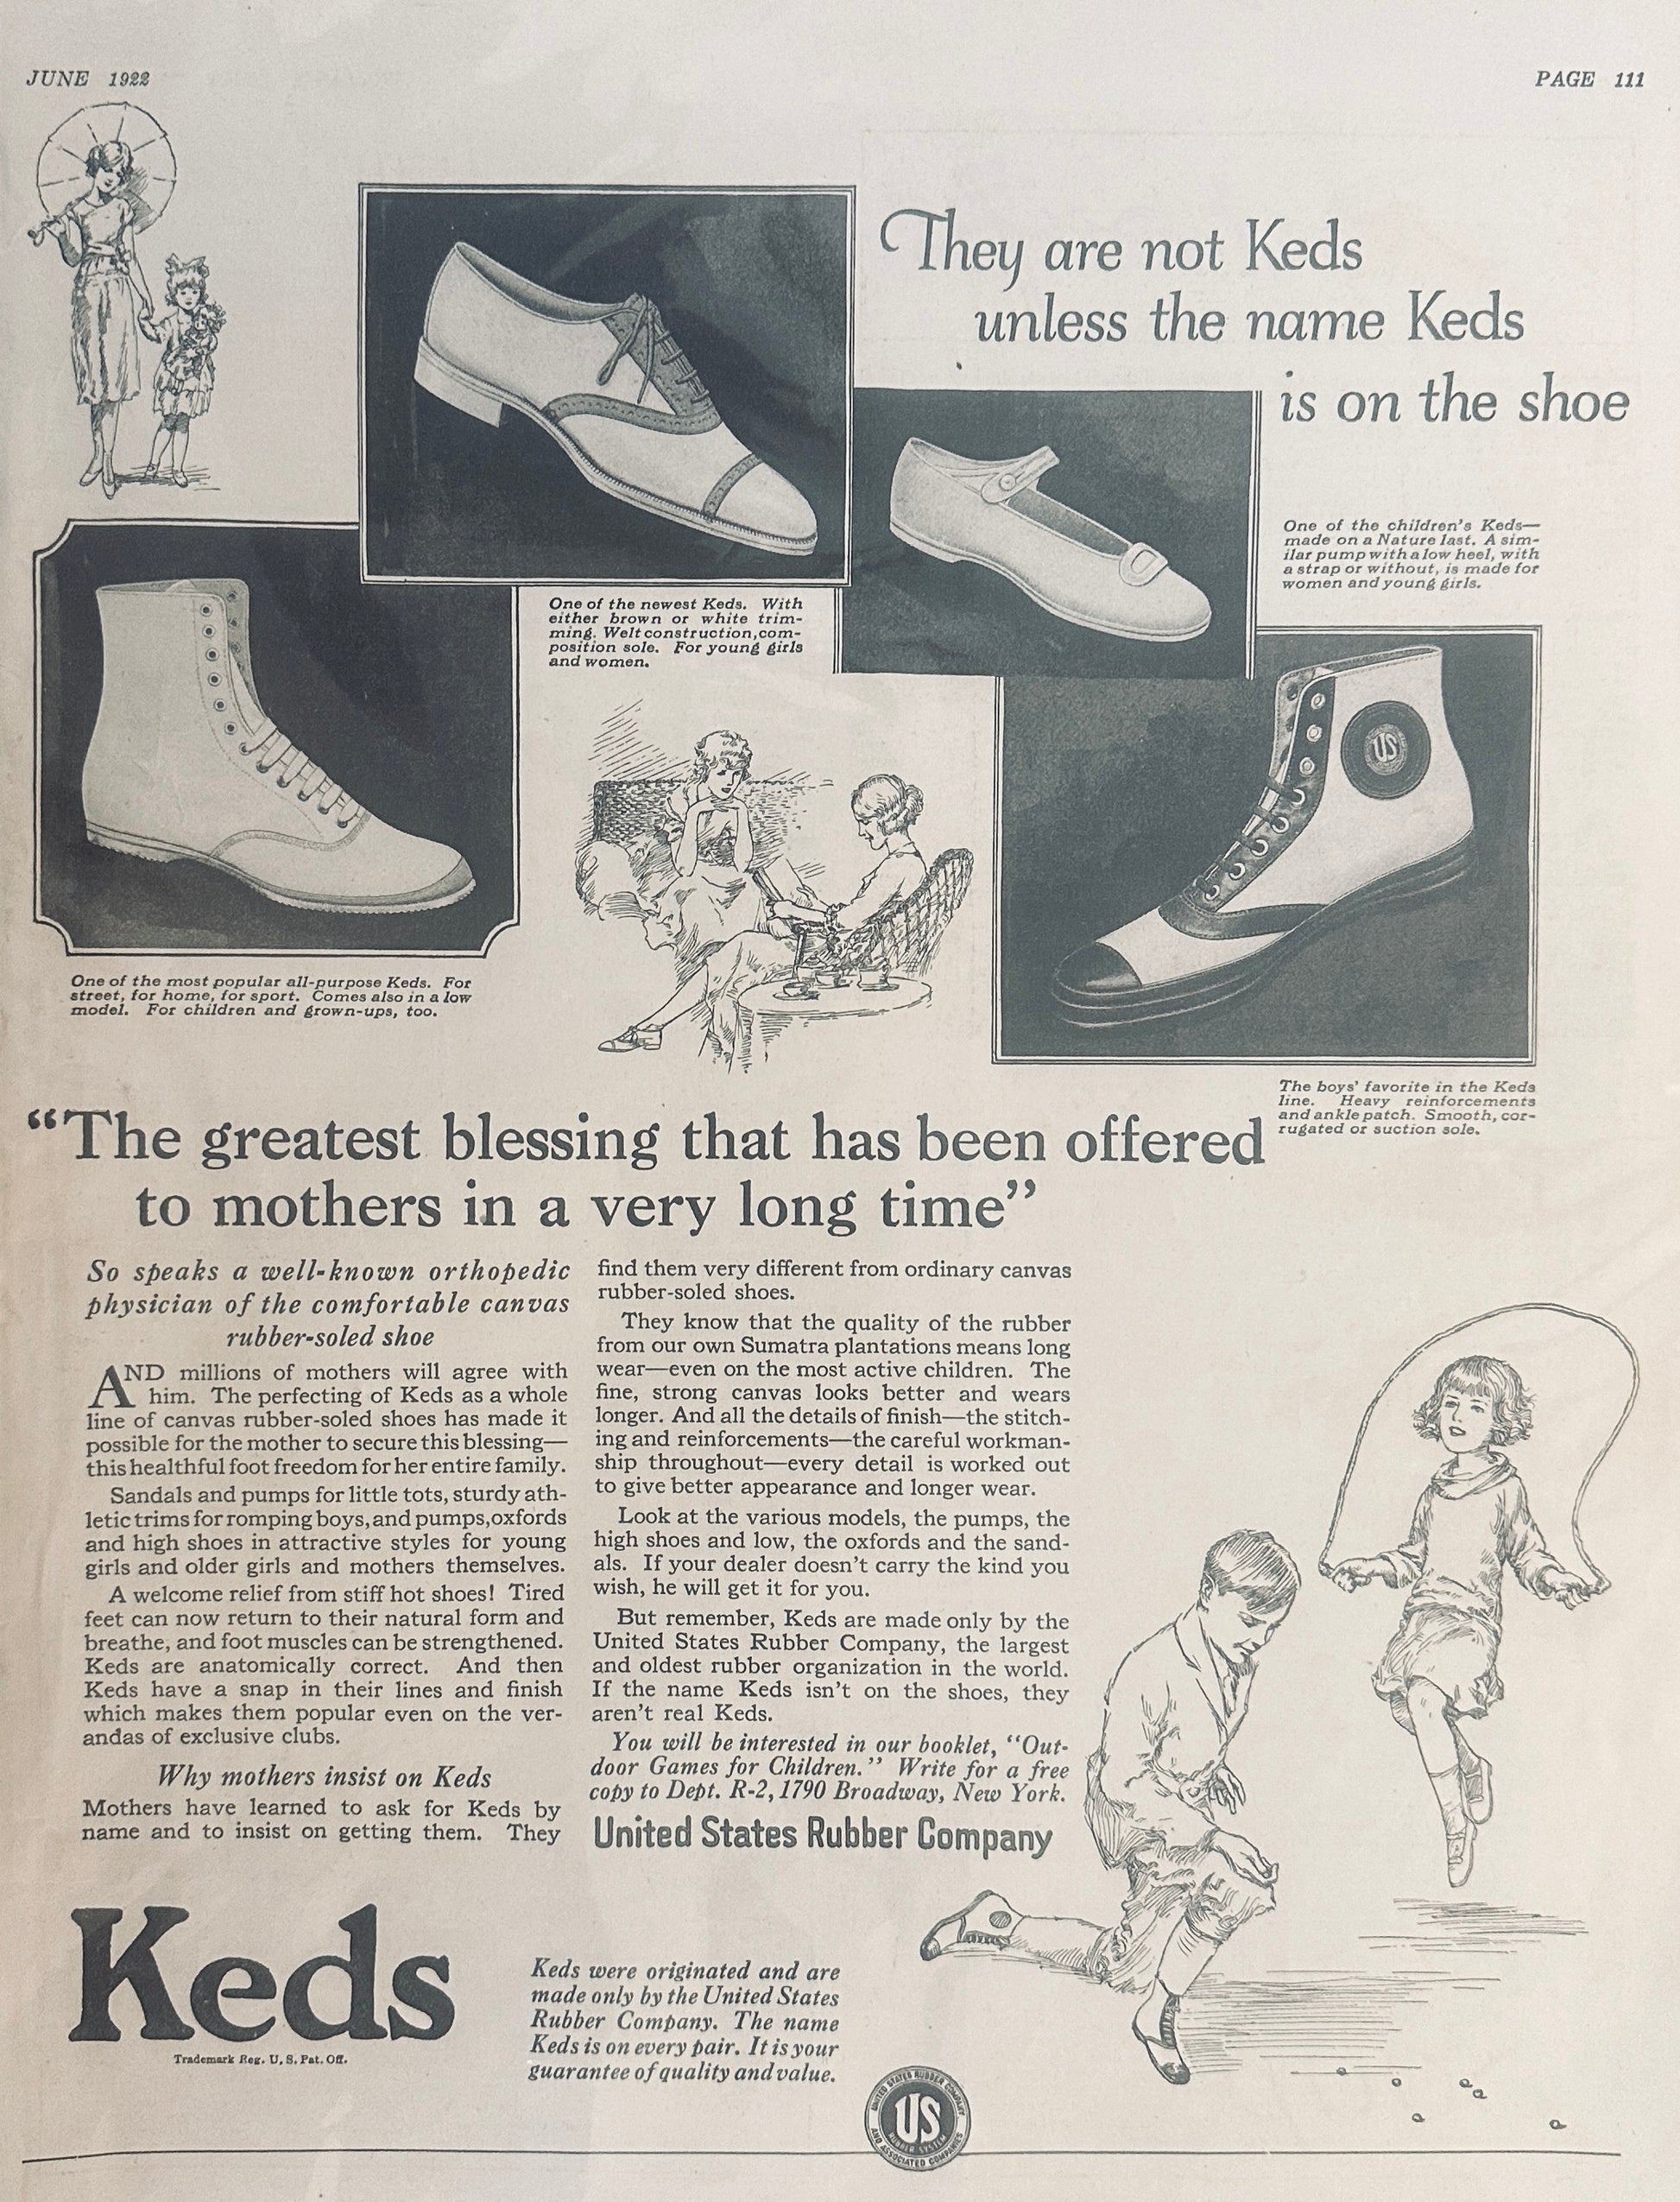 JUNE 1922
PAGE 111
They are not Keds
unless the name Keds
is on the shoe
One of the children's Keds—
made on a Nature last. A sim-
ilar pump with a low heel, with
a strap or without, is made for
women and young girls.
One of the newest Keds. With
either brown or white trim-
ming. Welt construction, com-
position sole. For young girls
and women.
US
One of the most popular all-purpose Keds. For
street, for home, for sport. Comes also in a low
model. For children and grown-ups, too.
The boys' favorite in the Keds
line. Heavy reinforcements
and ankle patch. Smooth, cor-
rugated or suction sole.
“The greatest blessing that has been offered
to mothers in a very long time”
So speaks a well-known orthopedic
physician of the comfortable canvas
rubber-soled shoe
AND millions of mothers will agree with
him. The perfecting of Keds as a whole
line of canvas rubber-soled shoes has made it
possible for the mother to secure this blessing—
this healthful foot freedom for her entire family.
Sandals and pumps for little tots, sturdy ath-
letic trims for romping boys, and pumps, oxfords
and high shoes in attractive styles for young
girls and older girls and mothers themselves.
A welcome relief from stiff hot shoes! Tired
feet can now return to their natural form and
breathe, and foot muscles can be strengthened.
Keds are anatomically correct. And then
Keds have a snap in their lines and finish
which makes them popular even on the ver-
andas of exclusive clubs.
Why mothers insist on Keds
Mothers have learned to ask for Keds by
name and to insist on getting them. They
find them very different from ordinary canvas
rubber-soled shoes.
They know that the quality of the rubber
from our own Sumatra plantations means long
wear—even on the most active children. The
fine, strong canvas looks better and wears
longer. And all the details of finish—the stitch-
ing and reinforcements—the careful workman-
ship throughout—every detail is worked out
to give better appearance and longer wear.
Look at the various models, the pumps, the
high shoes and low, the oxfords and the sand-
als. If your dealer doesn't carry the kind you
wish, he will get it for you.
But remember, Keds are made only by the
United States Rubber Company, the largest
and oldest rubber organization in the world.
If the name Keds isn't on the shoes, they
aren't real Keds.
You will be interested in our booklet, “Out-
door Games for Children.” Write for a free
copy to Dept. R-2, 1790 Broadway, New York.
United States Rubber Company
Keds
Trademark Reg. U. S. Pat. Off.
Keds were originated and are
made only by the United States
Rubber Company. The name
Keds is on every pair. It is your
guarantee of quality and value.
UNITED STATES RUBBER COMPANY
US
RUBBER SYSTEM
AND ASSOCIATED COMPANIES